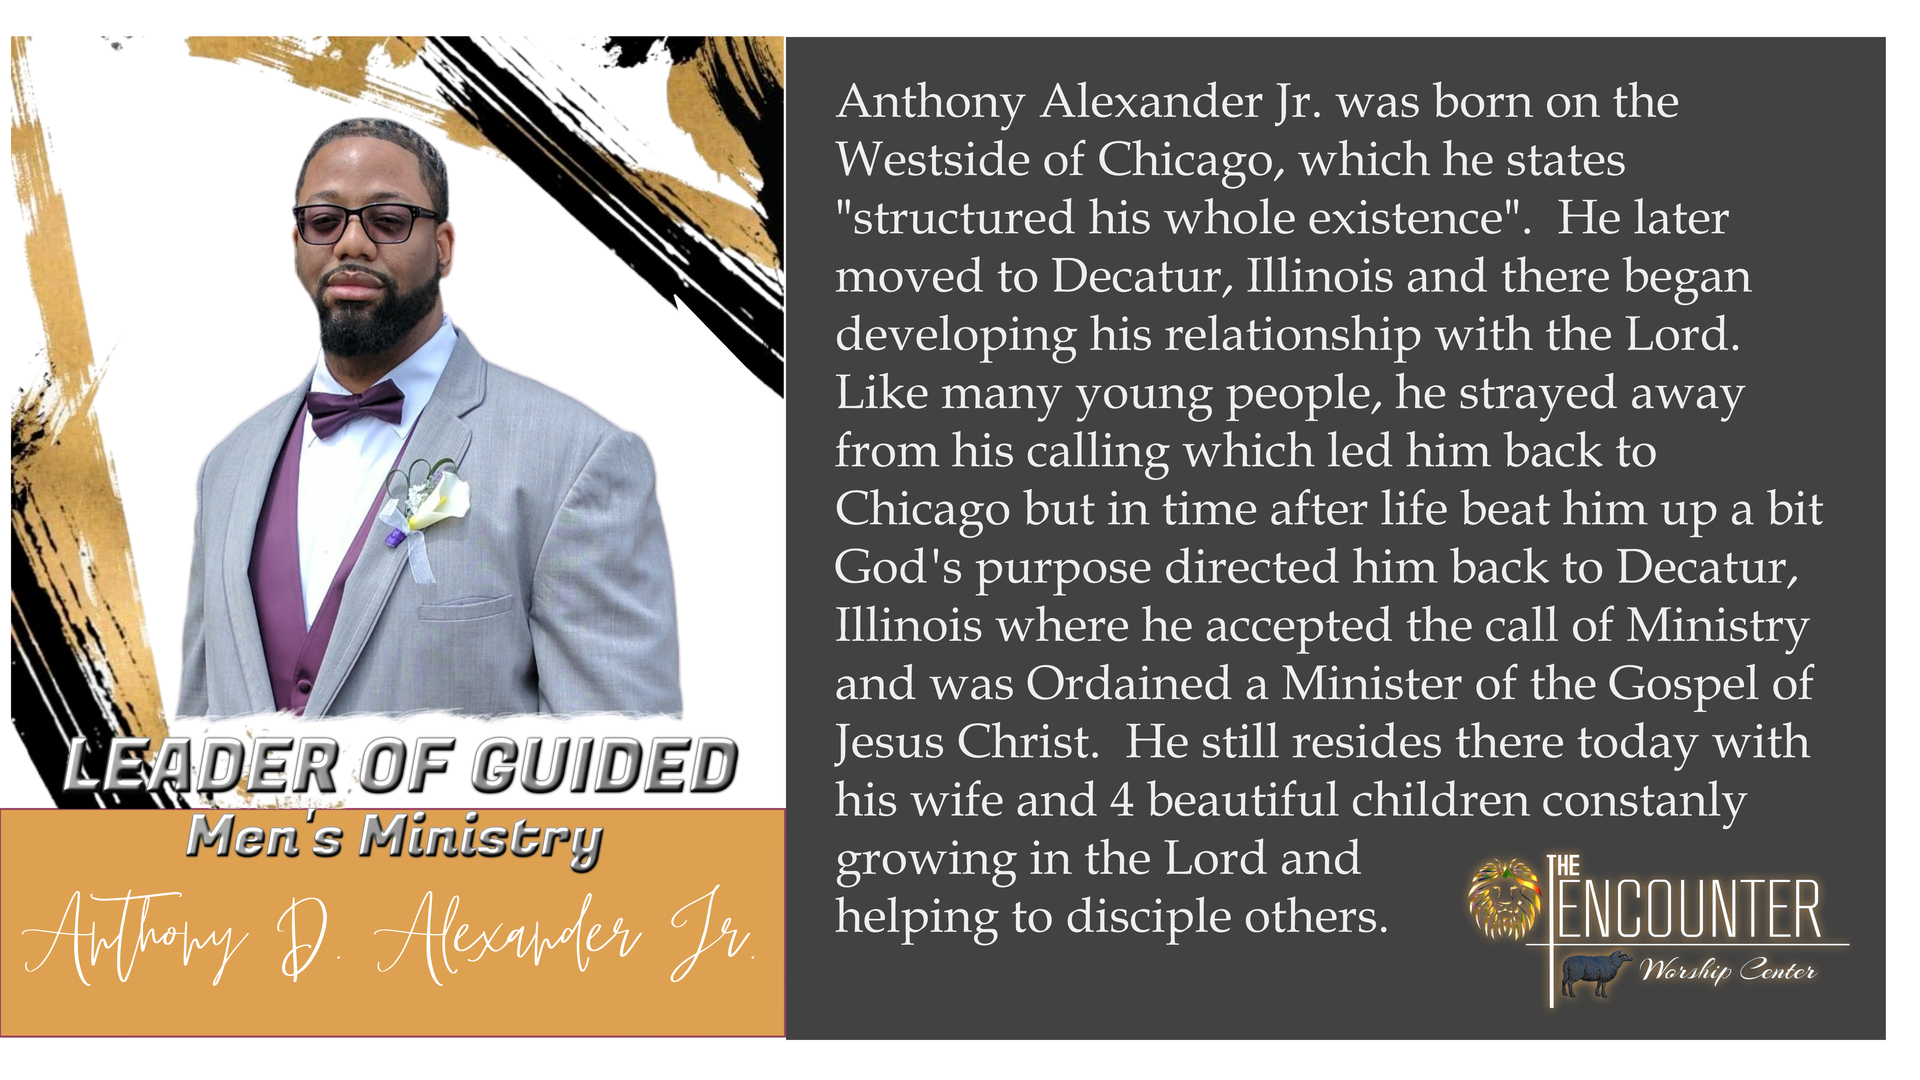 LEADER OF GUIDED
Men's Ministry
Anthony D. Alexander Jr.
Anthony Alexander Jr. was born on the
Westside of Chicago, which he states
"structured his whole existence".  He later
moved to Decatur, Illinois and there began
developing his relationship with the Lord.
Like many young people, he strayed away
from his calling which led him back to
Chicago but in time after life beat him up a bit
God's purpose directed him back to Decatur,
Illinois where he accepted the call of Ministry
and was Ordained a Minister of the Gospel of
Jesus Christ.  He still resides there today with
his wife and 4 beautiful children constanly
growing in the Lord and
helping to disciple others.
THE
ENCOUNTER
Worship Center